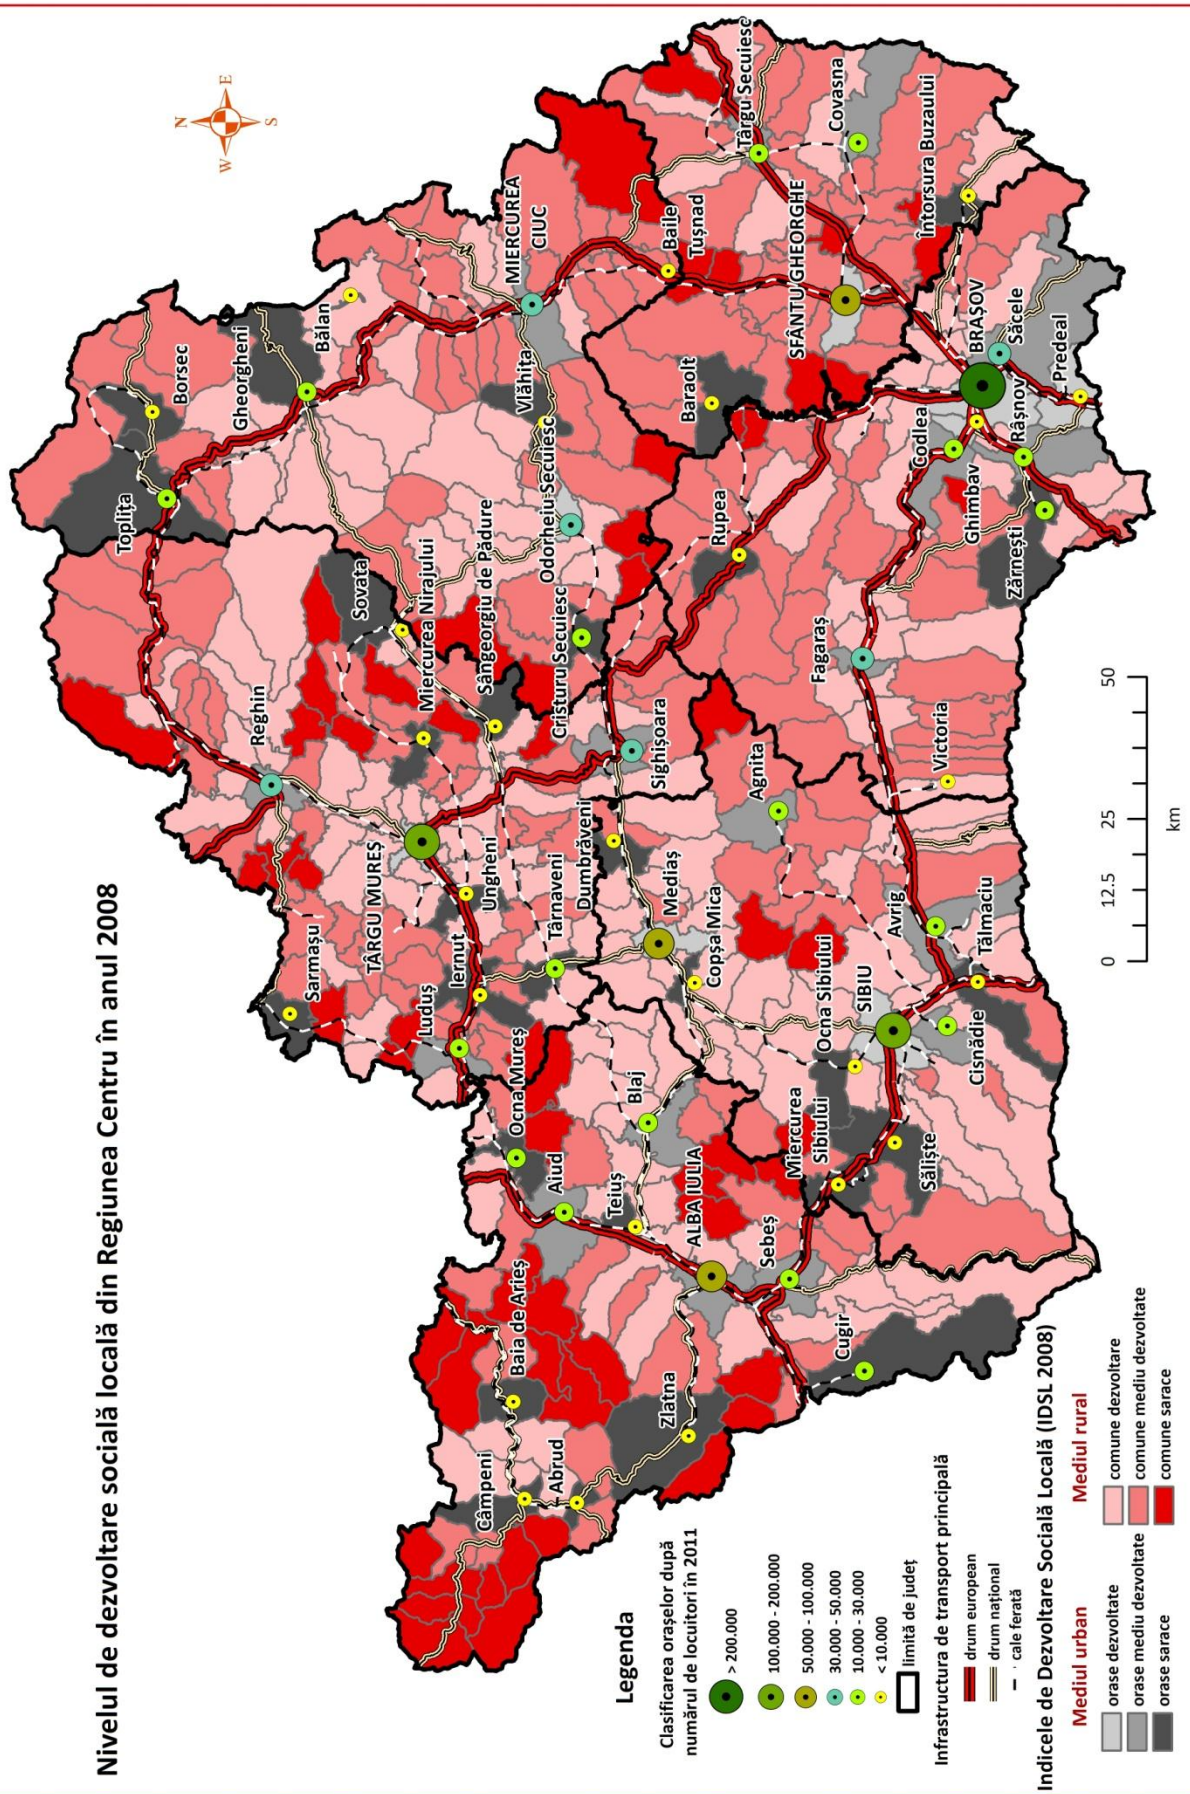 Nivelul de dezvoltare socială locală din Regiunea Centru în anul 2008
N
W
E
S
Toplița
Borsec
Gheorgheni
Bălan
MIERCUREA
CIUC
Vlăhița
Odorheiu Secuiesc
Cristuru Secuiesc
Baile
Tușnad
Târgu Secuiesc
Covasna
Întorsura Buzaului
SFÂNTU GHEORGHE
Baraolt
BRAȘOV
Săcele
Predeal
Râșnov
Codlea
Ghimbav
Zărnești
Rupea
Fagaraș
Victoria
Reghin
Sovata
Miercurea Nirajului
Sângeorgiu de Pădure
Sighișoara
TÂRGU MUREȘ
Ungheni
Iernut
Luduș
Sarmașu
Târnaveni
Dumbrăveni
Mediaș
Copșa Mica
Agnita
Avrig
Tălmaciu
Ocna Sibiului
SIBIU
Cisnădie
Miercurea
Sibiului
Săliște
Ocna Mureș
Aiud
Teiuș
Blaj
ALBA IULIA
Sebeș
Cugir
Zlatna
Baia de Arieș
Câmpeni
Abrud
Legenda
Clasificarea orașelor după
numărul de locuitori în 2011
> 200.000
100.000 - 200.000
50.000 - 100.000
30.000 - 50.000
10.000 - 30.000
< 10.000
limită de județ
Infrastructura de transport principală
drum european
drum național
cale ferată
Indicele de Dezvoltare Socială Locală (IDSL 2008)
Mediul urban
orase dezvoltate
orase mediu dezvoltate
orase sarace
Mediul rural
comune dezvoltare
comune mediu dezvoltate
comune sarace
0
12.5
25
50
km